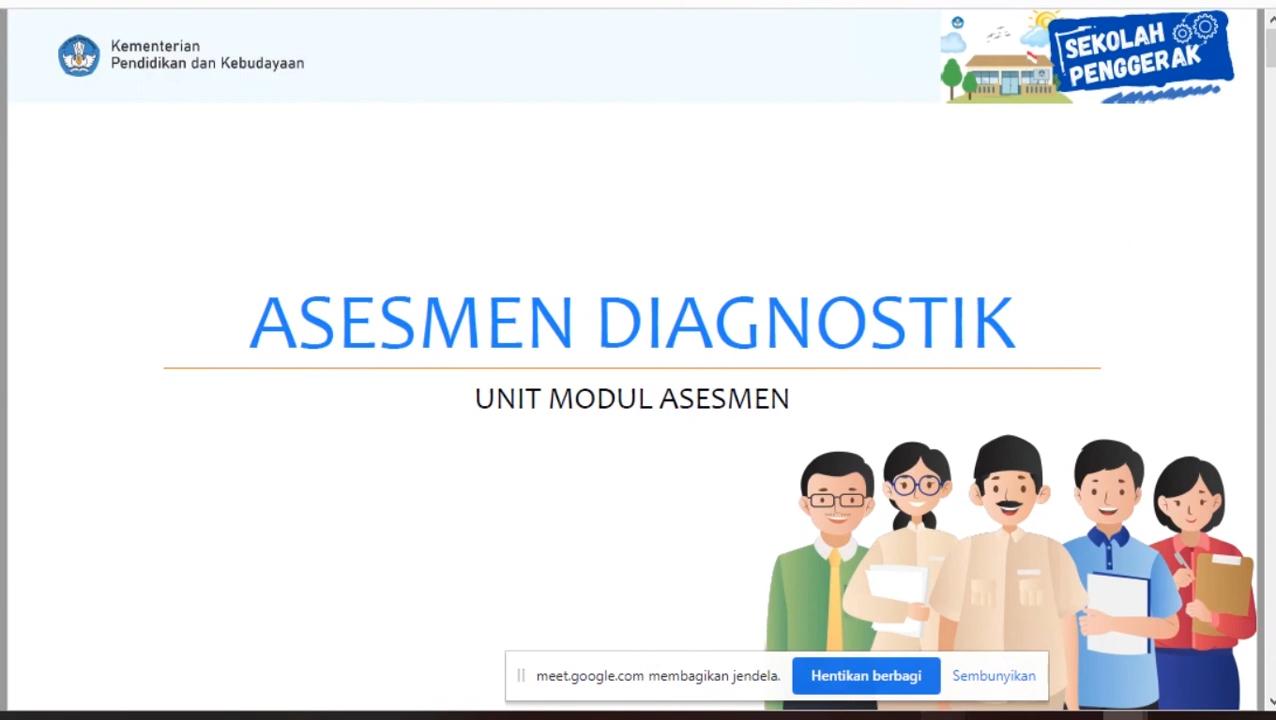 Kementerian
Pendidikan dan Kebudayaan
SEKOLAH
PENGGERAK
ASESMEN DIAGNOSTIK
UNIT MODUL ASESMEN
meet.google.com membagikan jendela.
Hentikan berbagi
Sembunyikan